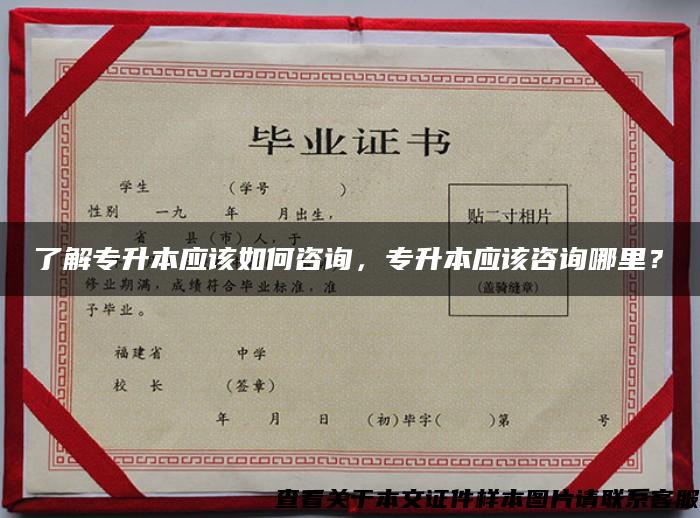 毕业证书
学生 (学号 )
性别 一九 年 月出生，
贴二寸相片
省 县(市)人，于
了解专升本应该如何咨询，专升本应该咨询哪里？
修业期满，成绩符合毕业标准，准
(盖骑缝章)
予毕业。
福建省 中学
校 长 (签章)
年 月 日 (初)毕字( )第 号
查看关于本文证件样本图片请联系客服